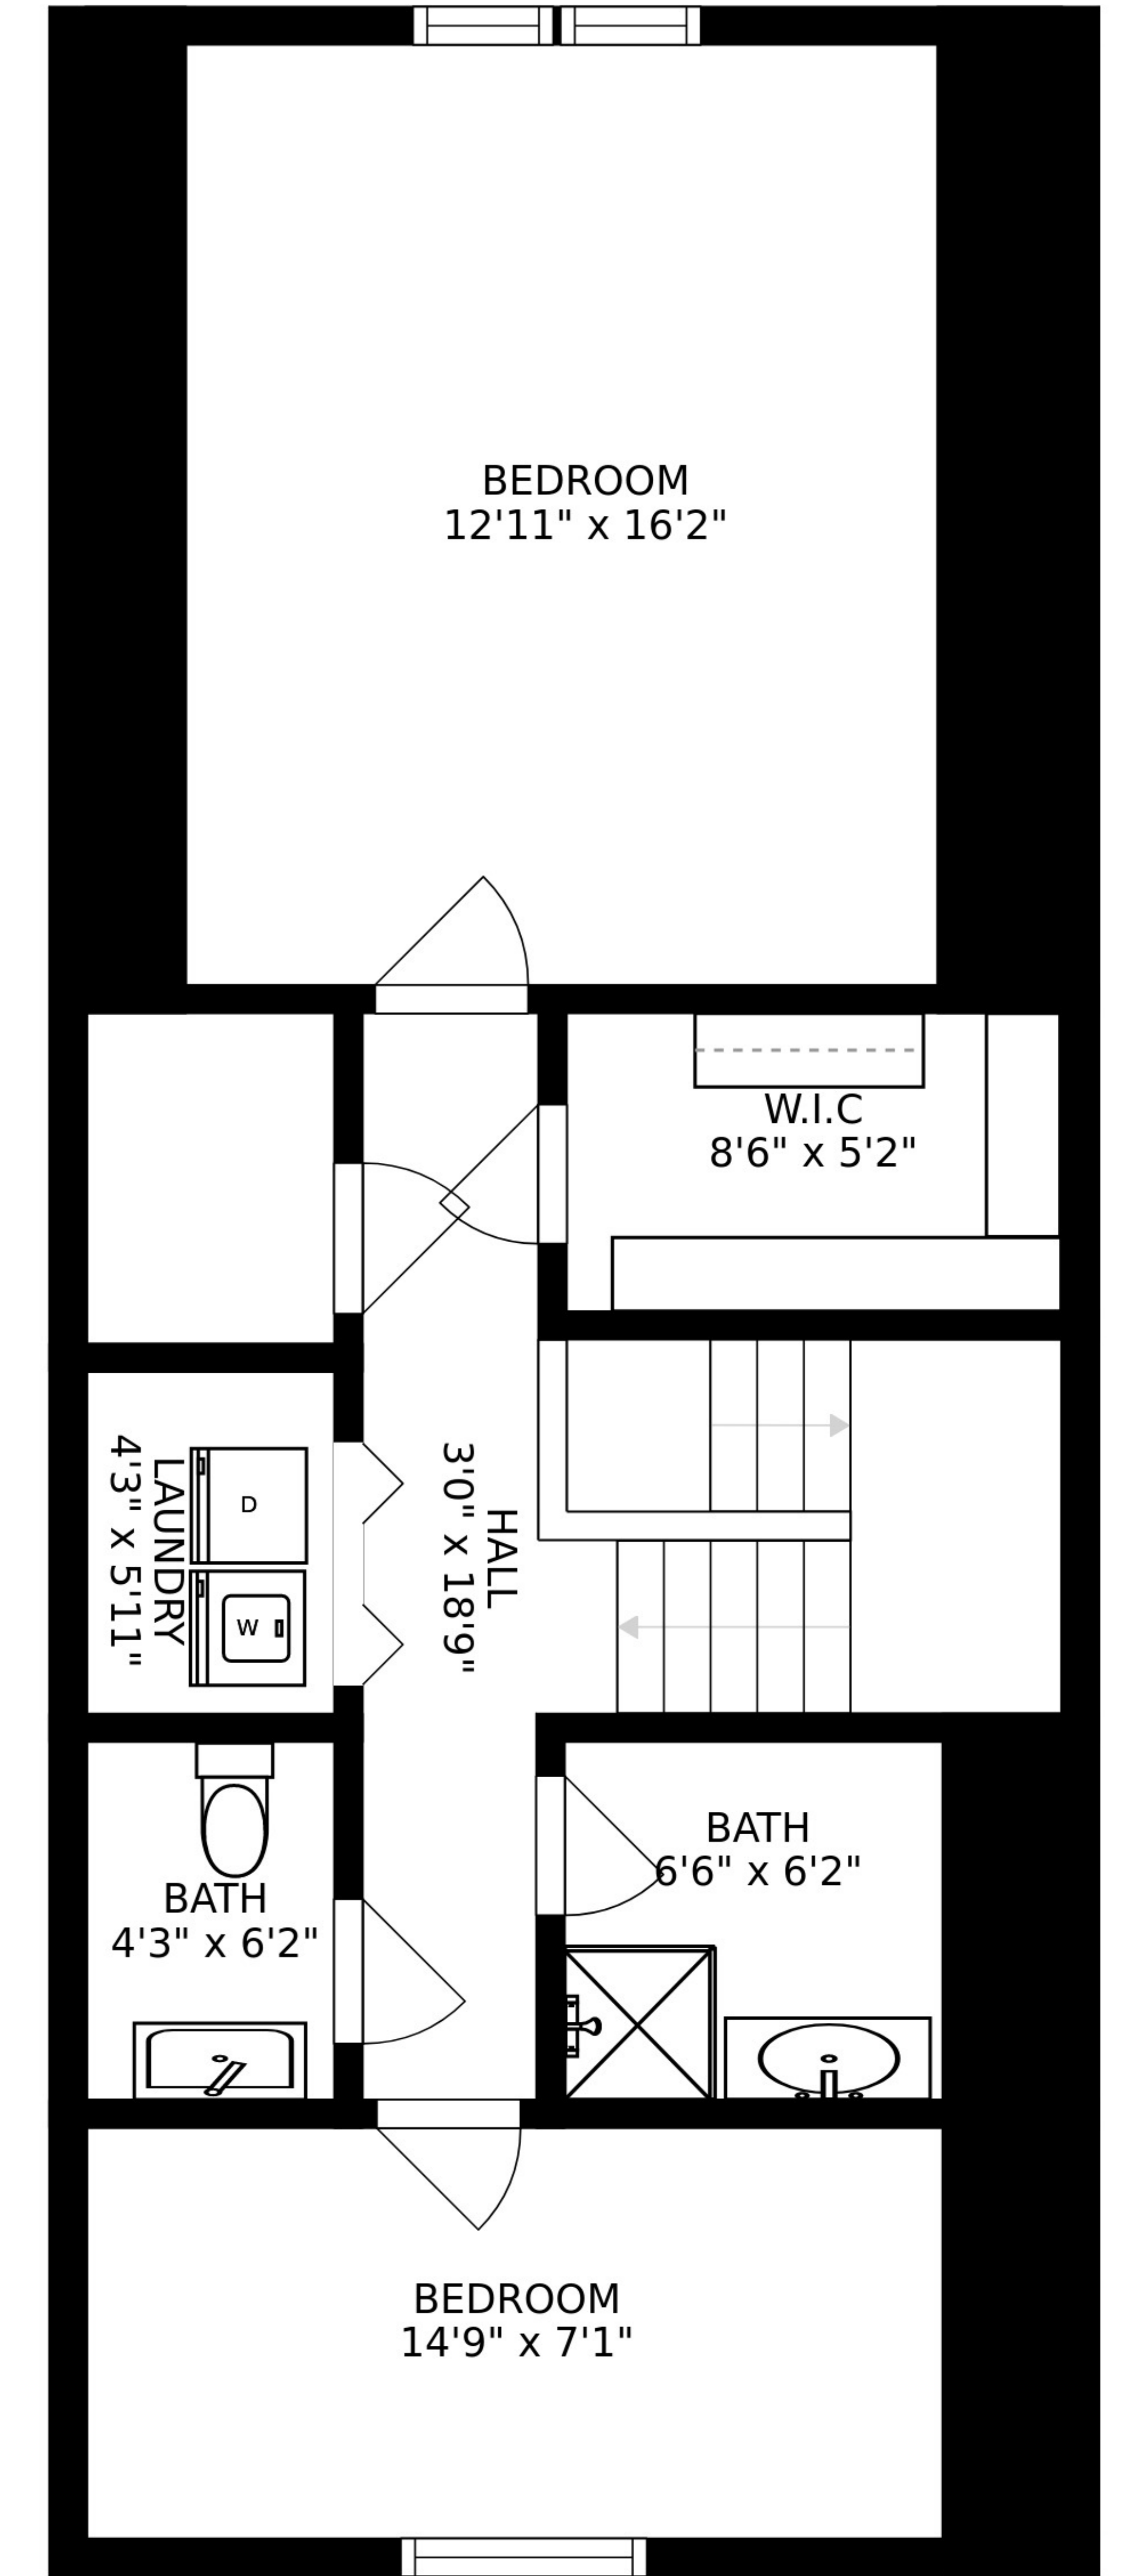 BEDROOM
12'11" x 16'2"
W.I.C
8'6" x 5'2"
LAUNDRY
4'3" x 5'11"
D
W
HALL
3'0" x 18'9"
BATH
6'6" x 6'2"
BATH
4'3" x 6'2"
BEDROOM
14'9" x 7'1"